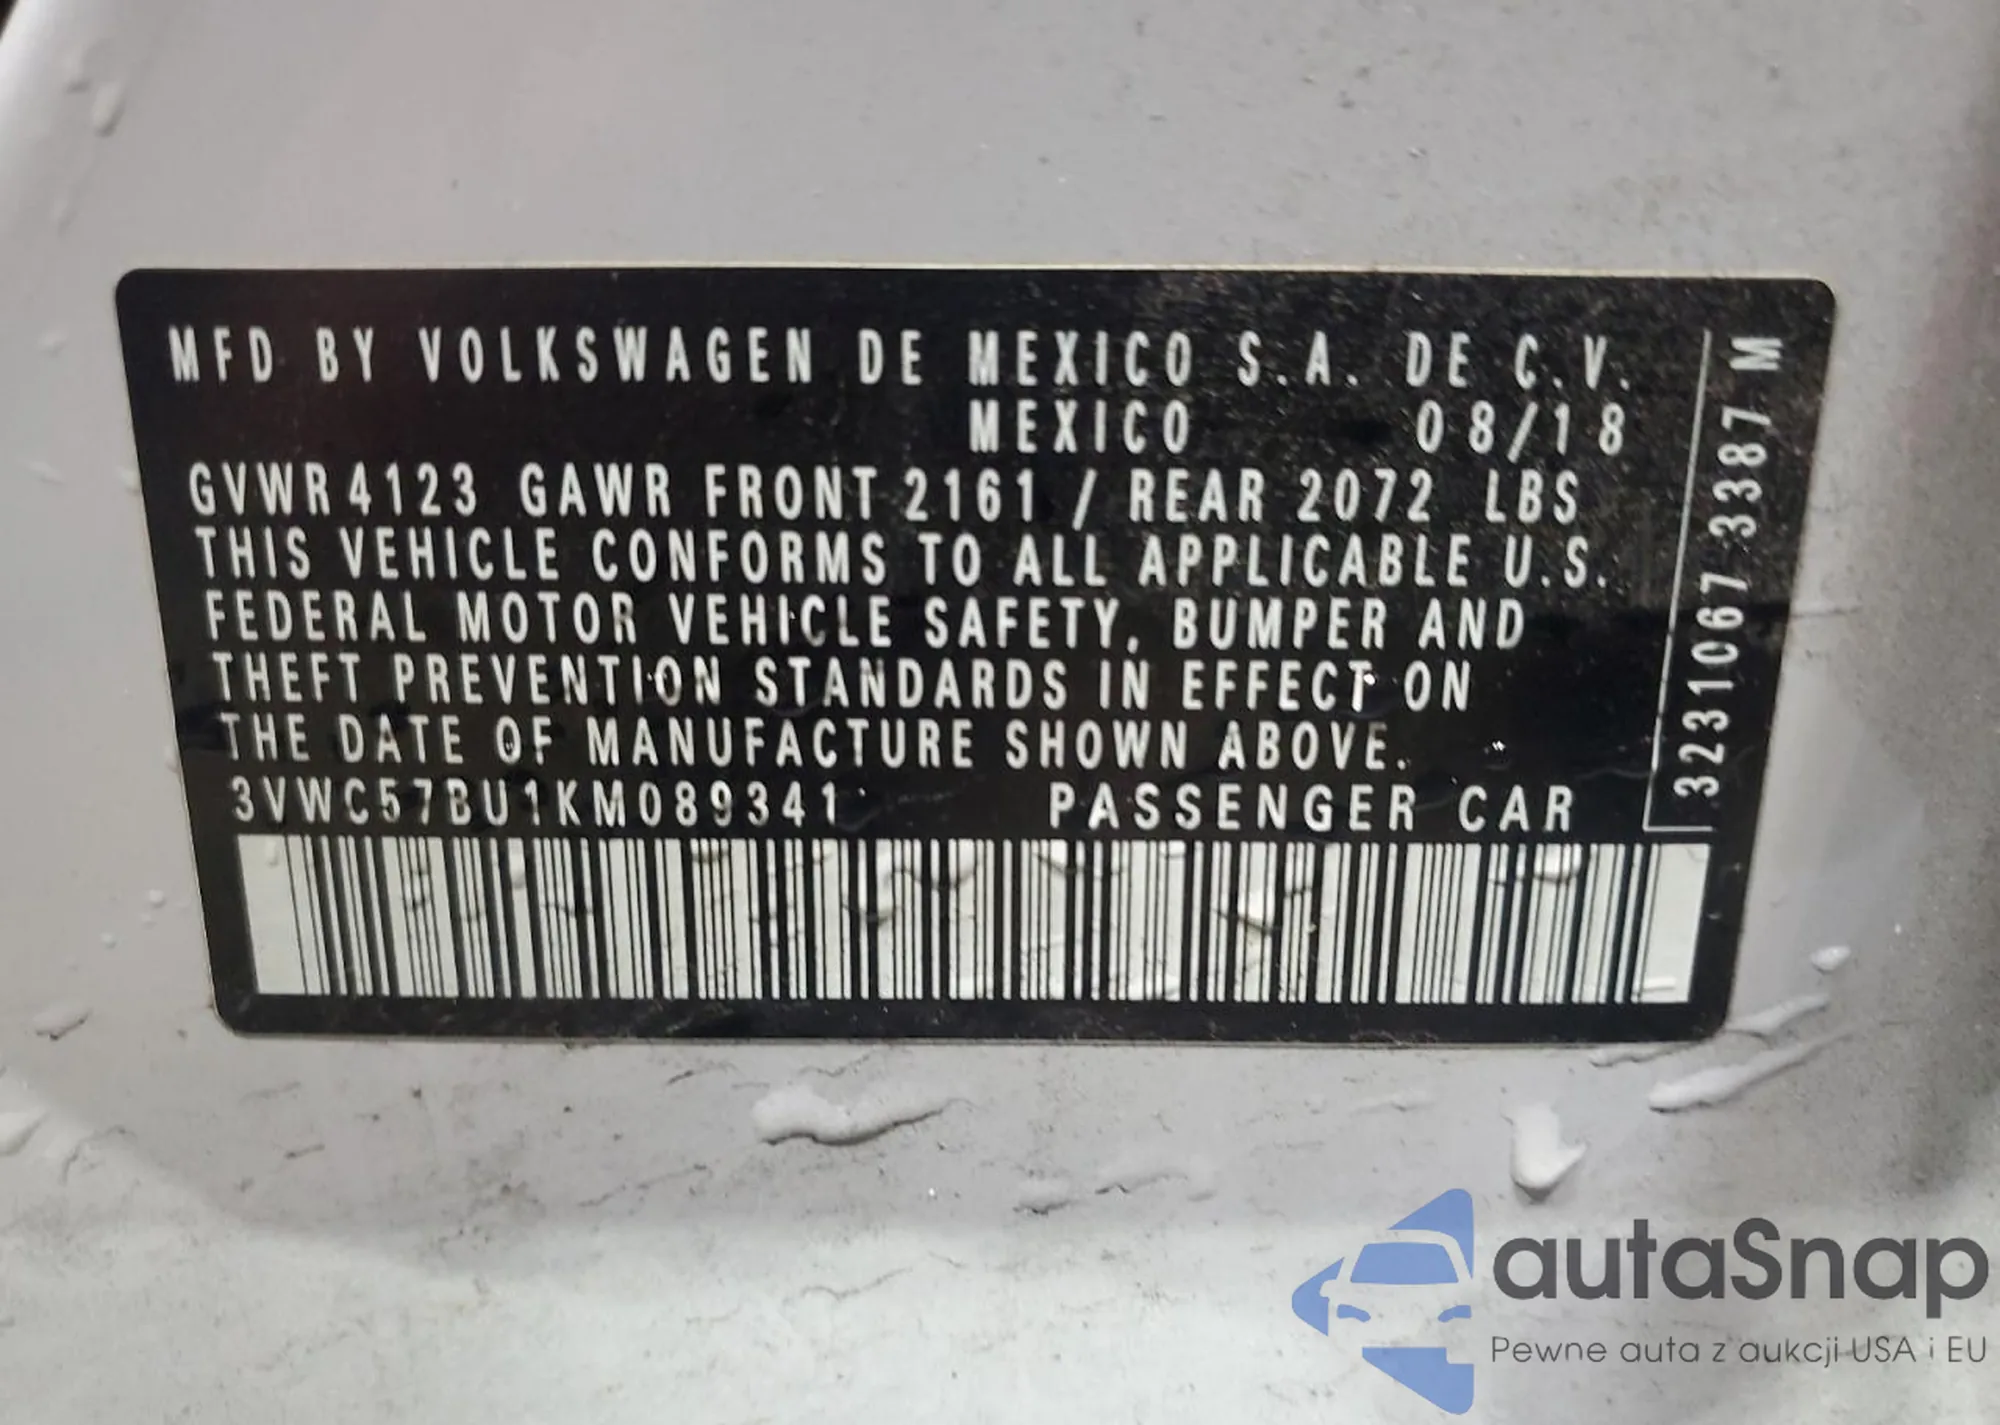 MFD BY VOLKSWAGEN DE MEXICO S.A. DE C.V.
MEXICO 08/18
GVWR 4123 GAWR FRONT 2161 / REAR 2072 LBS
THIS VEHICLE CONFORMS TO ALL APPLICABLE U.S.
FEDERAL MOTOR VEHICLE SAFETY, BUMPER AND
THEFT PREVENTION STANDARDS IN EFFECT ON
THE DATE OF MANUFACTURE SHOWN ABOVE.
3VWC57BU1KM089341 PASSENGER CAR
3231067 3387 M
autaSnap
Pewne auta z aukcji USA i EU